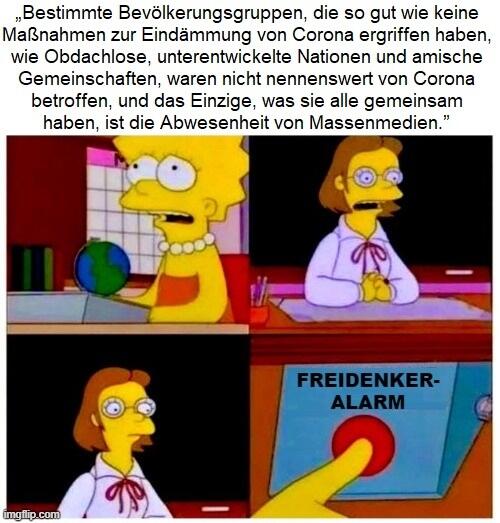 „Bestimmte Bevölkerungsgruppen, die so gut wie keine
Maßnahmen zur Eindämmung von Corona ergriffen haben,
wie Obdachlose, unterentwickelte Nationen und amische
Gemeinschaften, waren nicht nennenswert von Corona
betroffen, und das Einzige, was sie alle gemeinsam
haben, ist die Abwesenheit von Massenmedien.”
FREIDENKER-
ALARM
imgflip.com